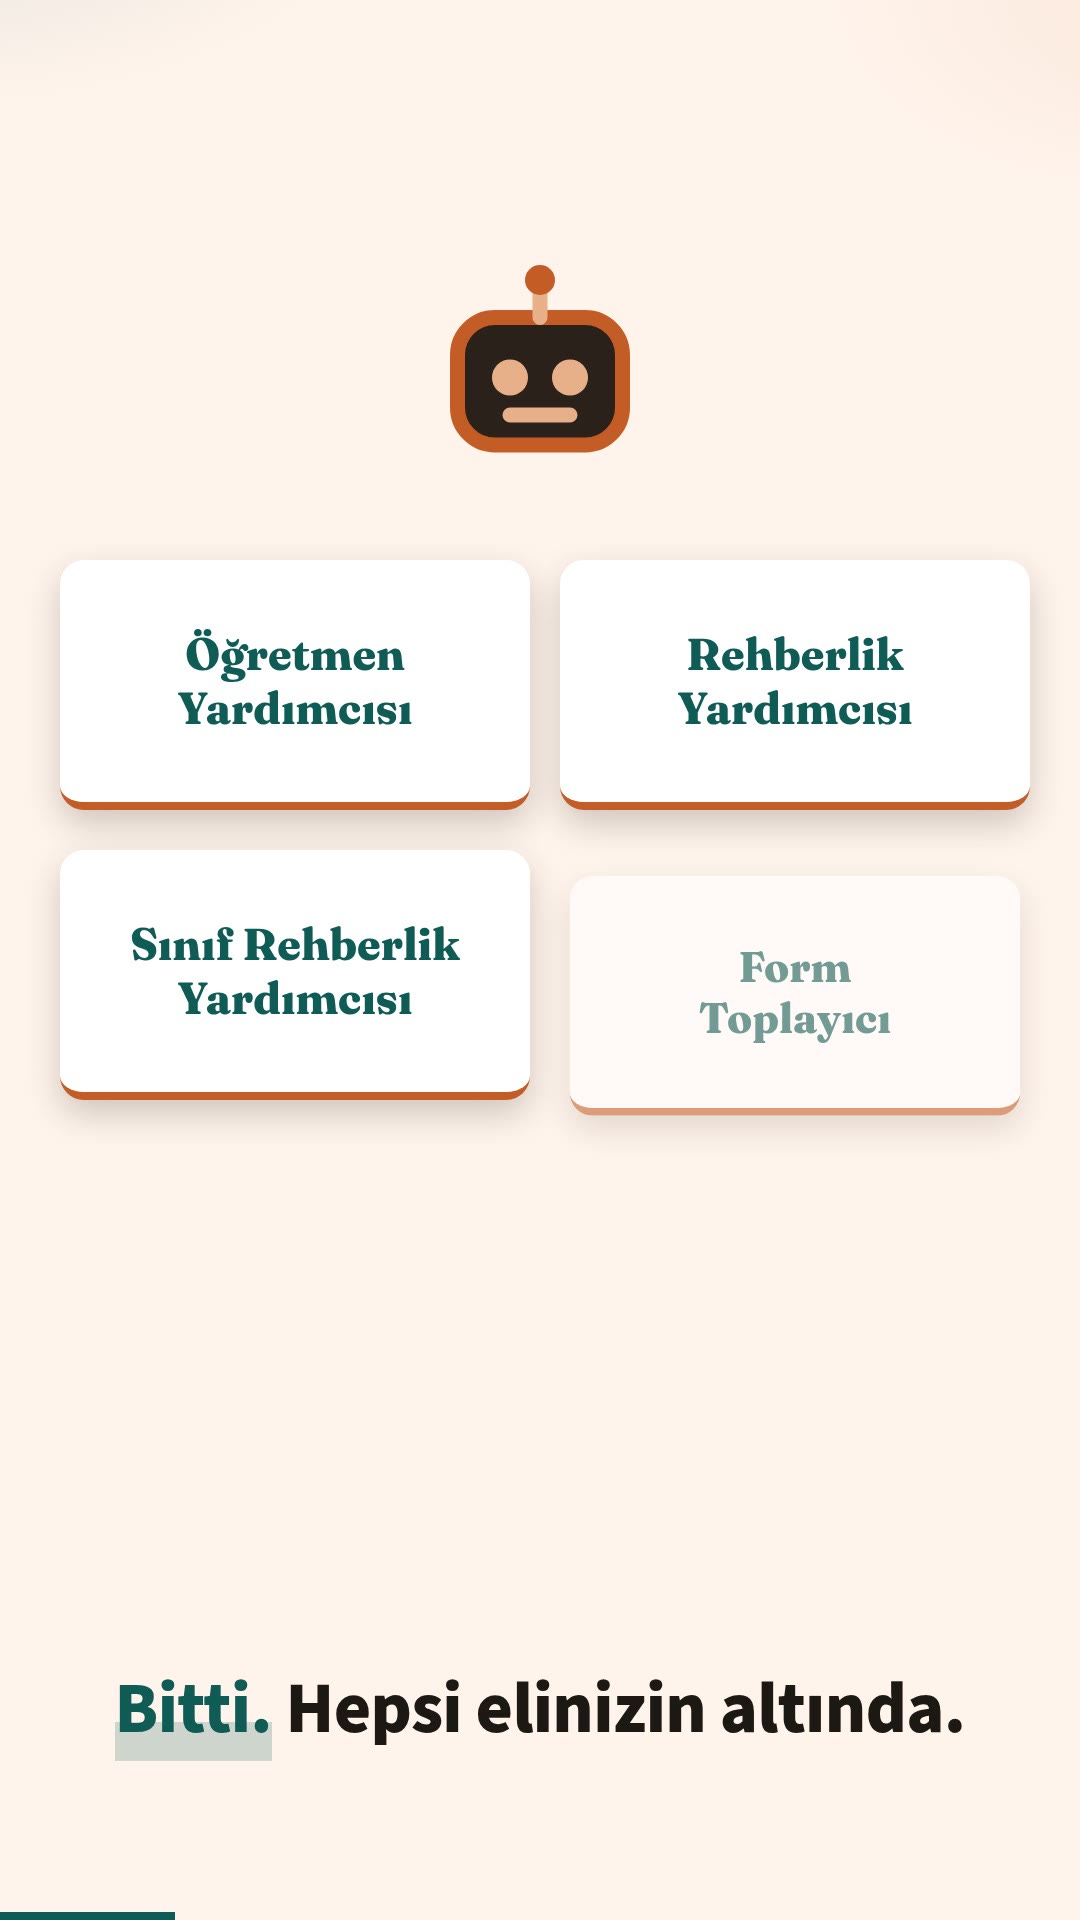 Öğretmen
Yardımcısı
Rehberlik
Yardımcısı
Sınıf Rehberlik
Yardımcısı
Form
Toplayıcı
Bitti. Hepsi elinizin altında.